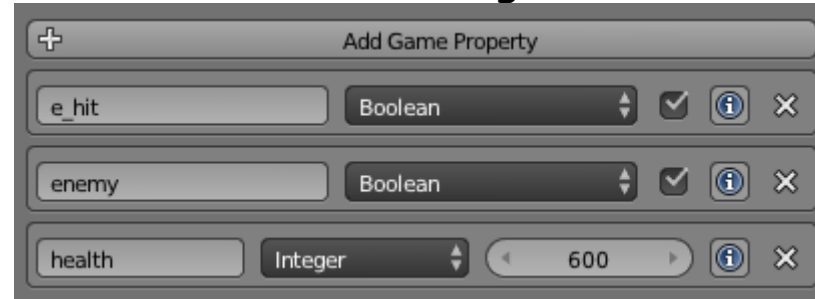 Add Game Property
e_hit Boolean
enemy Boolean
health Integer 600